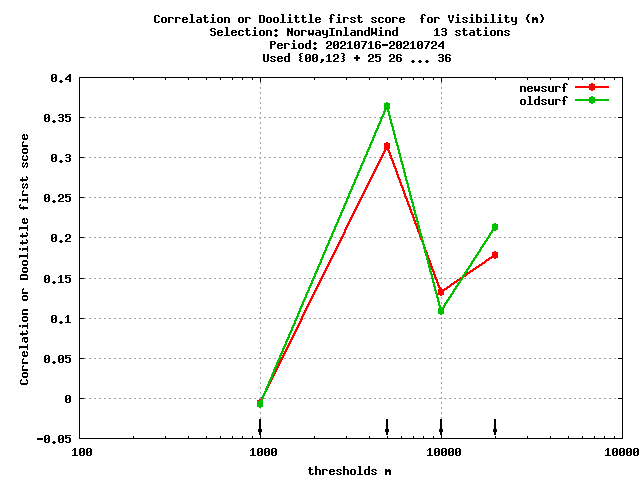 Correlation or Doolittle first score  for Visibility (m)
Selection: NorwayInlandWind     13 stations
Period: 20210716-20210724
Used {00,12} + 25 26 ... 36
newsurf
oldsurf
Correlation or Doolittle first score
0.4
0.35
0.3
0.25
0.2
0.15
0.1
0.05
0
-0.05
100
1000
10000
10000
thresholds m